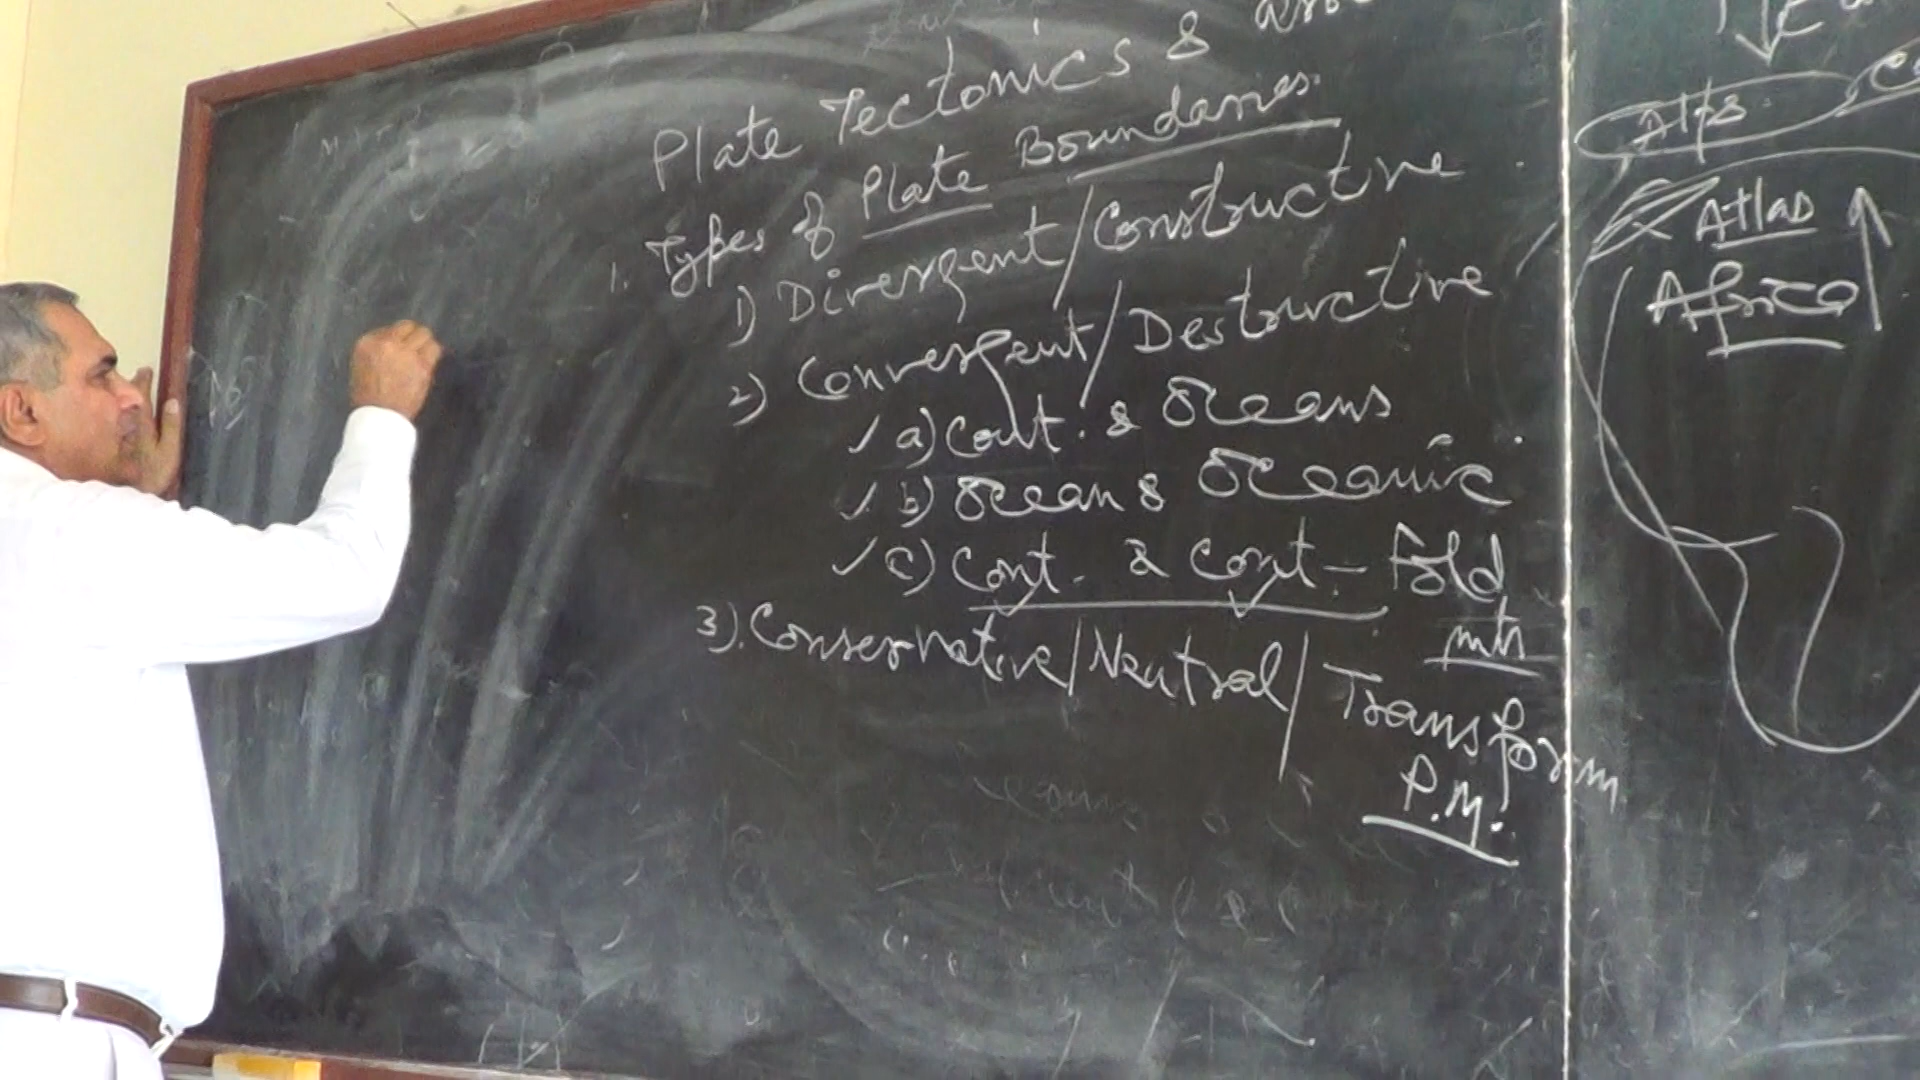 Plate Tectonics &
1. Types of Plate Boundaries.
1) Divergent/Constructive
2) Convergent/Destructive
a) Cont. & Oceans
b) Ocean & Oceanic
c) Cont. & Cont - Fold
mtn
3). Conservative/Neutral/Transform
P.M.
Alps
Atlas
Africa